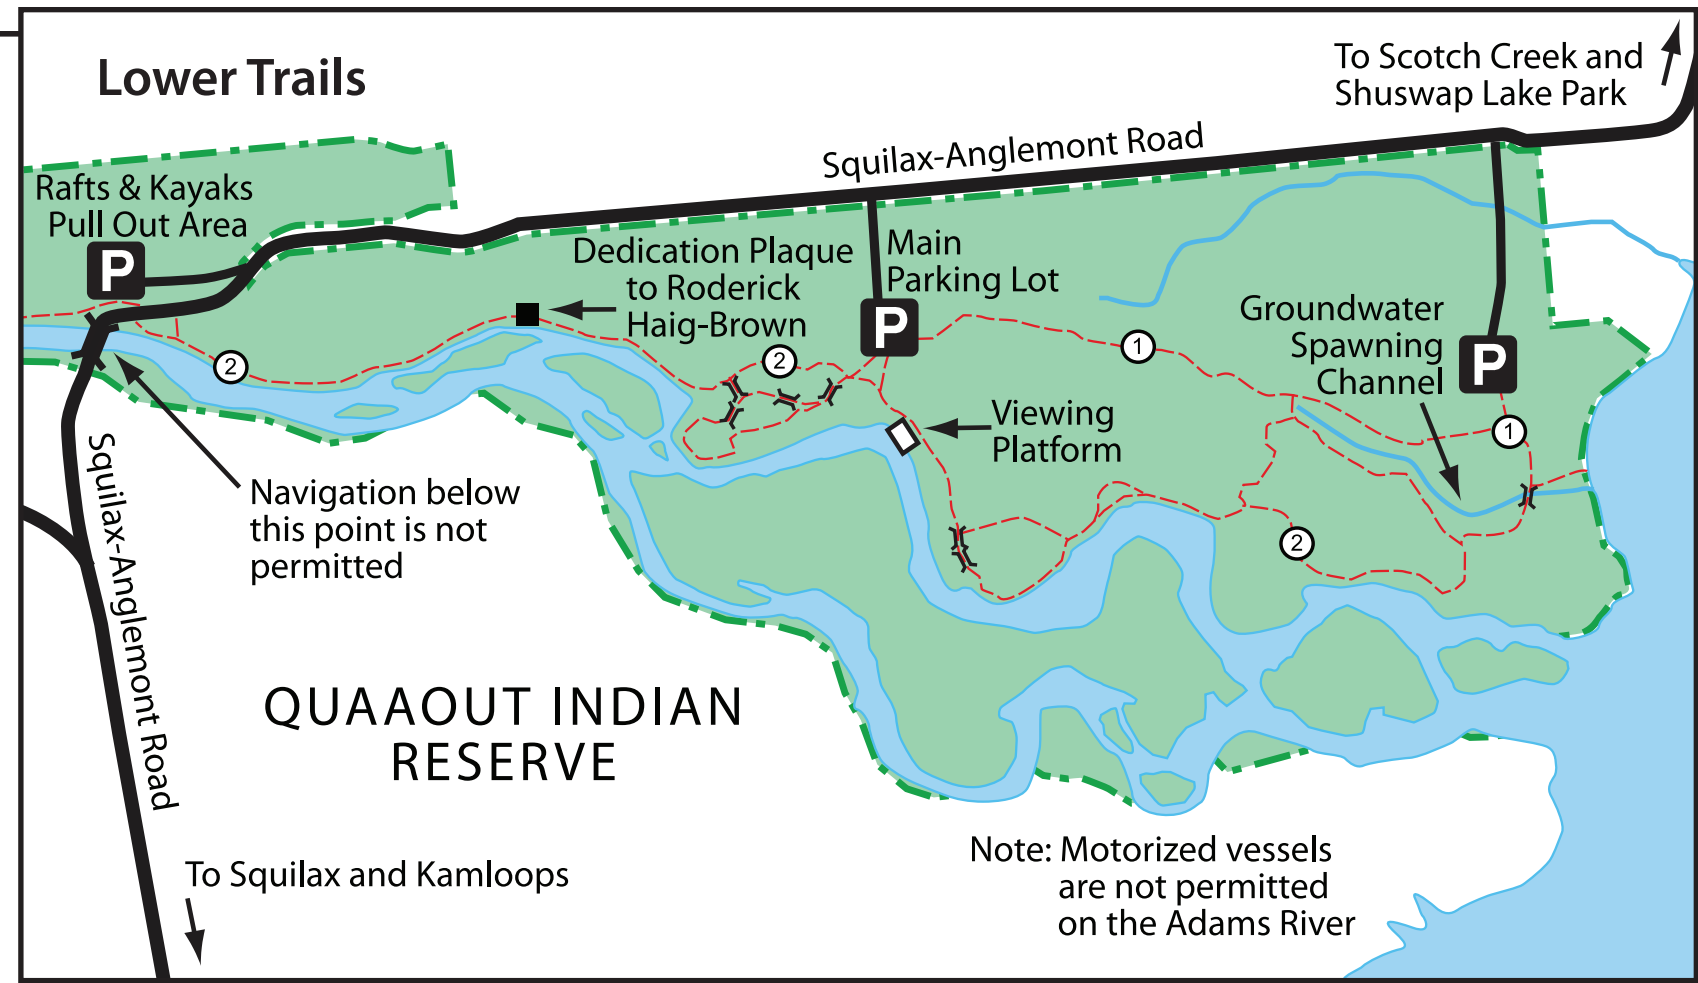 Lower Trails
To Scotch Creek and
Shuswap Lake Park
Squilax-Anglemont Road
Rafts & Kayaks
Pull Out Area
P
Dedication Plaque
to Roderick
Haig-Brown
Main
Parking Lot
P
Groundwater
Spawning
Channel
P
1
2
2
1
Viewing
Platform
2
Squilax-Anglemont Road
Navigation below
this point is not
permitted
QUAAOUT INDIAN
RESERVE
To Squilax and Kamloops
Note: Motorized vessels
are not permitted
on the Adams River